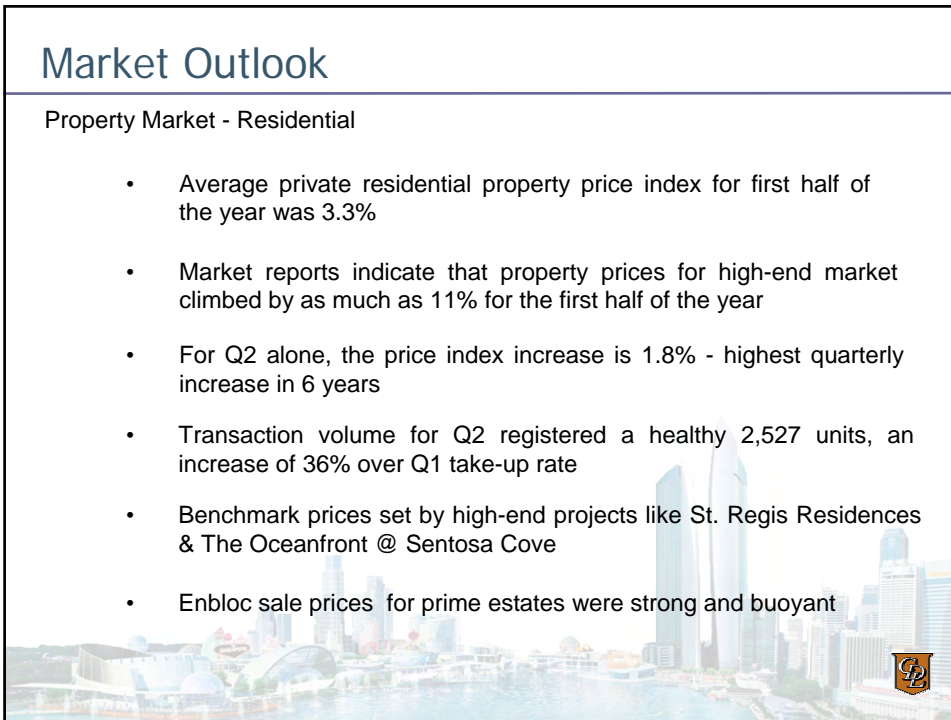 Market Outlook
Property Market - Residential
• Average private residential property price index for first half of
the year was 3.3%
• Market reports indicate that property prices for high-end market
climbed by as much as 11% for the first half of the year
• For Q2 alone, the price index increase is 1.8% - highest quarterly
increase in 6 years
• Transaction volume for Q2 registered a healthy 2,527 units, an
increase of 36% over Q1 take-up rate
• Benchmark prices set by high-end projects like St. Regis Residences
& The Oceanfront @ Sentosa Cove
• Enbloc sale prices for prime estates were strong and buoyant
CDL